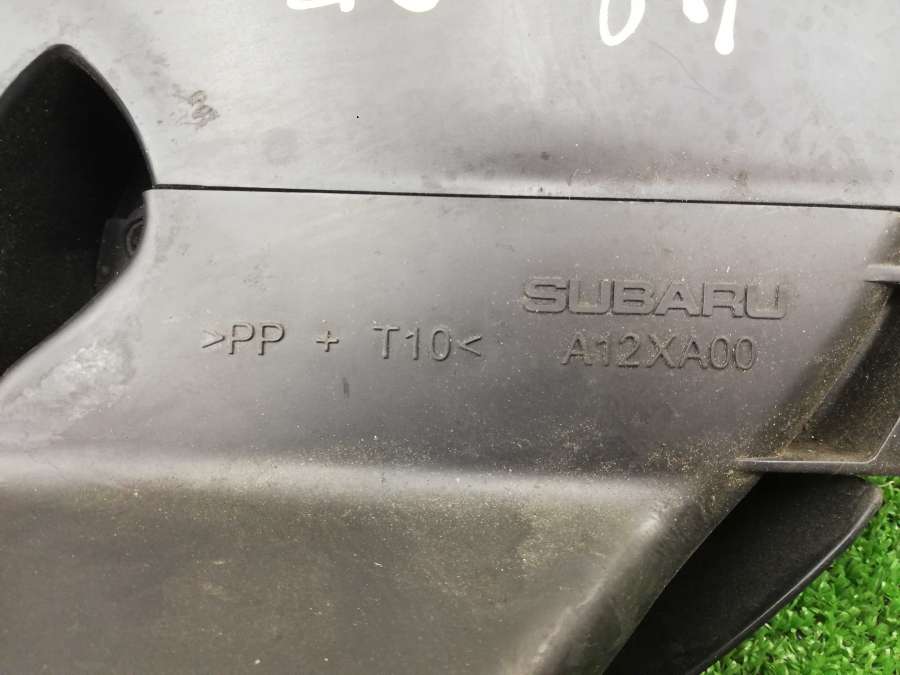 SUBARU
>PP + T10< A12XA00